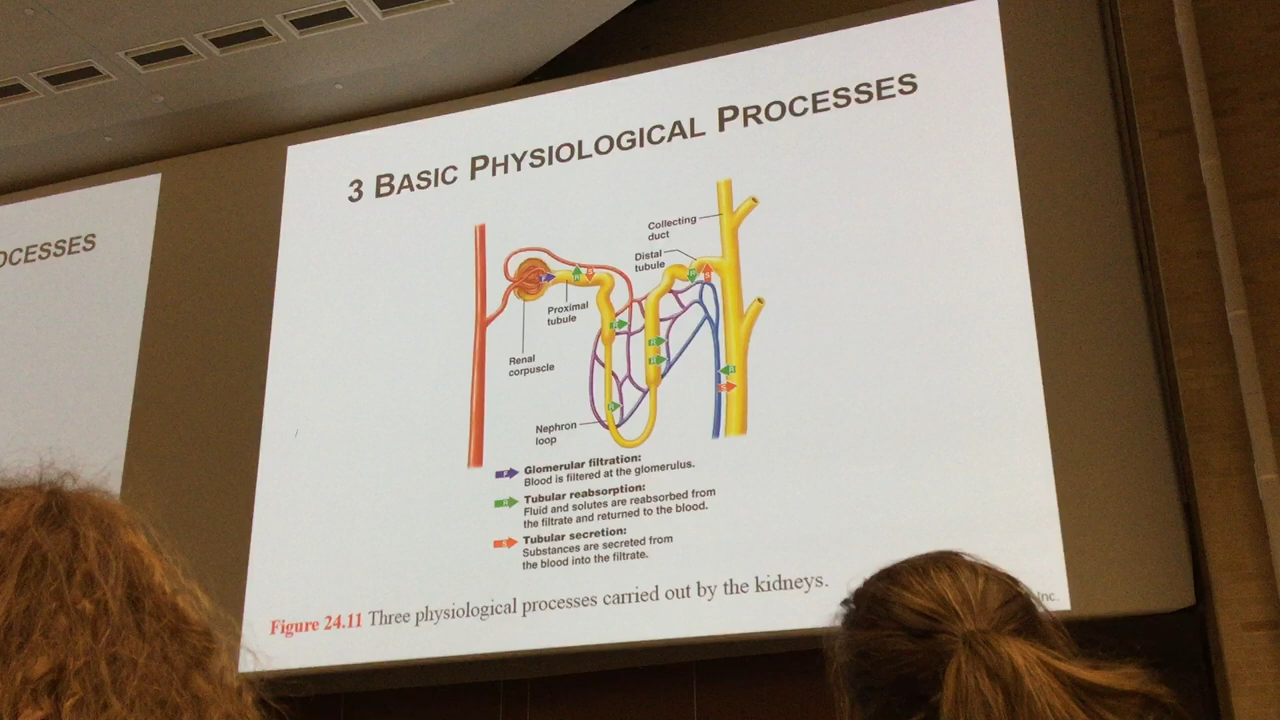 3 BASIC PHYSIOLOGICAL PROCESSES
OCESSES
Collecting
duct
Distal
tubule
Proximal
tubule
Renal
corpuscle
Nephron
loop
F
R
S
R
S
R
R
R
R
R
S
F Glomerular filtration:
Blood is filtered at the glomerulus.
R Tubular reabsorption:
Fluid and solutes are reabsorbed from
the filtrate and returned to the blood.
S Tubular secretion:
Substances are secreted from
the blood into the filtrate.
Figure 24.11 Three physiological processes carried out by the kidneys.
Inc.